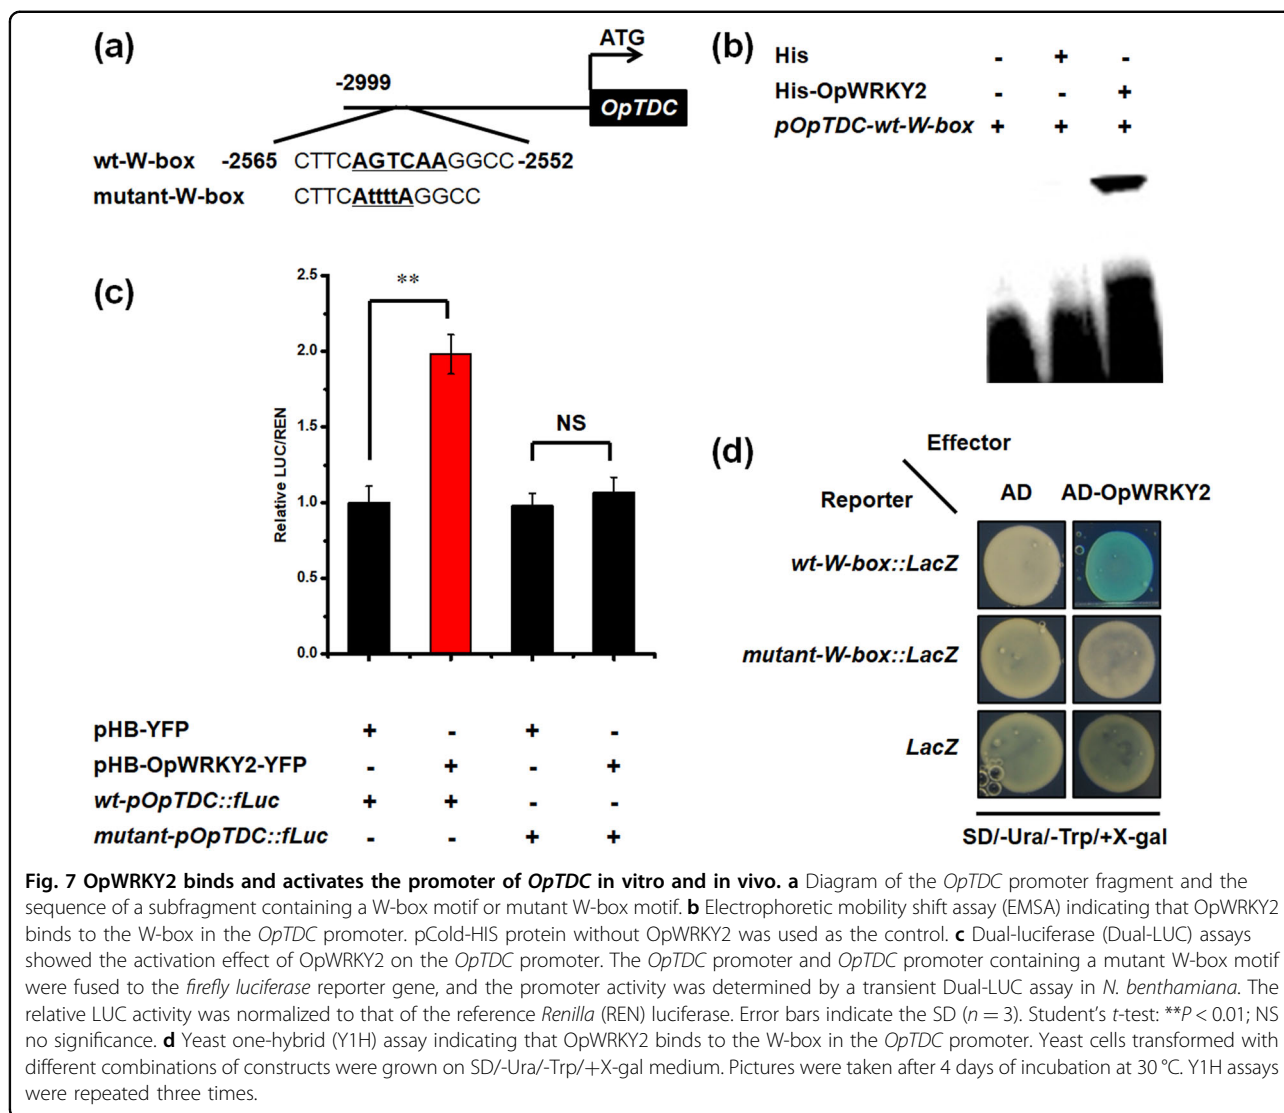 (a)
ATG
-2999
OpTDC
wt-W-box -2565 CTTCAGTCAAGGCC-2552
mutant-W-box CTTCAttttAGGCC
(b)
His - + -
His-OpWRKY2 - - +
pOpTDC-wt-W-box + + +
(c)
Relative LUC/REN
2.5
2.0
1.5
1.0
0.5
0.0
**
NS
pHB-YFP + - + -
pHB-OpWRKY2-YFP - + - +
wt-pOpTDC::fLuc + + - -
mutant-pOpTDC::fLuc - - + +
(d)
Effector
Reporter
AD AD-OpWRKY2
wt-W-box::LacZ
mutant-W-box::LacZ
LacZ
SD/-Ura/-Trp/+X-gal
Fig. 7 OpWRKY2 binds and activates the promoter of OpTDC in vitro and in vivo. a Diagram of the OpTDC promoter fragment and the
sequence of a subfragment containing a W-box motif or mutant W-box motif. b Electrophoretic mobility shift assay (EMSA) indicating that OpWRKY2
binds to the W-box in the OpTDC promoter. pCold-HIS protein without OpWRKY2 was used as the control. c Dual-luciferase (Dual-LUC) assays
showed the activation effect of OpWRKY2 on the OpTDC promoter. The OpTDC promoter and OpTDC promoter containing a mutant W-box motif
were fused to the firefly luciferase reporter gene, and the promoter activity was determined by a transient Dual-LUC assay in N. benthamiana. The
relative LUC activity was normalized to that of the reference Renilla (REN) luciferase. Error bars indicate the SD (n = 3). Student's t-test: **P < 0.01; NS
no significance. d Yeast one-hybrid (Y1H) assay indicating that OpWRKY2 binds to the W-box in the OpTDC promoter. Yeast cells transformed with
different combinations of constructs were grown on SD/-Ura/-Trp/+X-gal medium. Pictures were taken after 4 days of incubation at 30 °C. Y1H assays
were repeated three times.